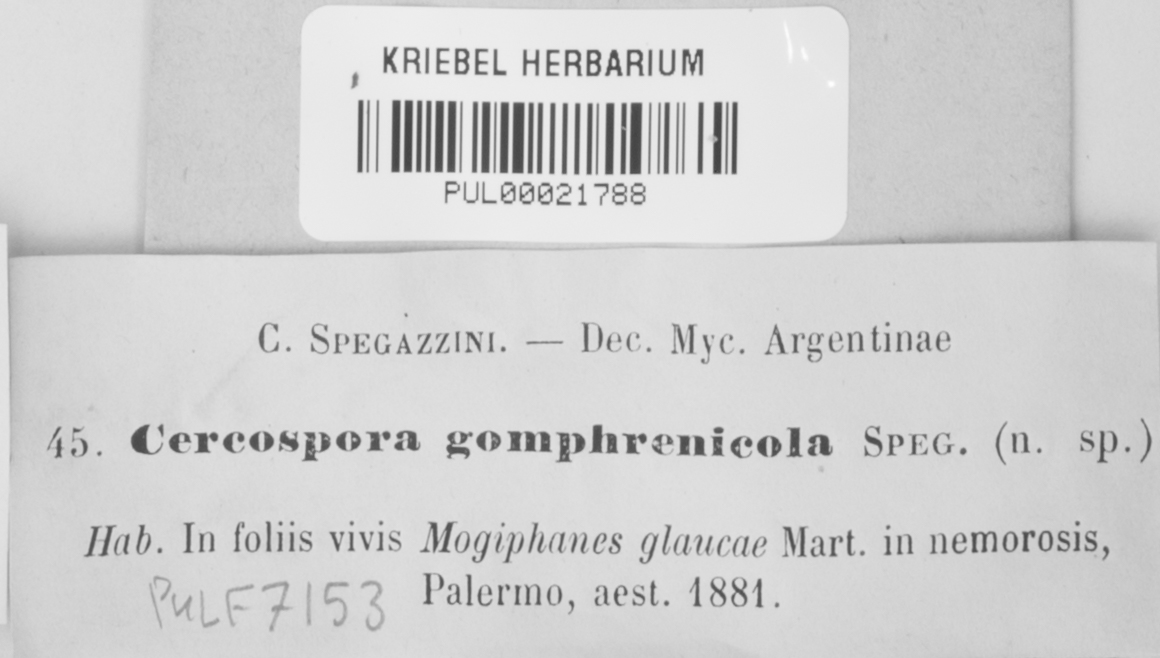 KRIEBEL HERBARIUM
PUL00021788
C. SPEGAZZINI. — Dec. Myc. Argentinae
45. Cercospora gomphrenicola SPEG. (n. sp.)
Hab. In foliis vivis Mogiphanes glaucae Mart. in nemorosis,
Palermo, aest. 1881.
PULF7153